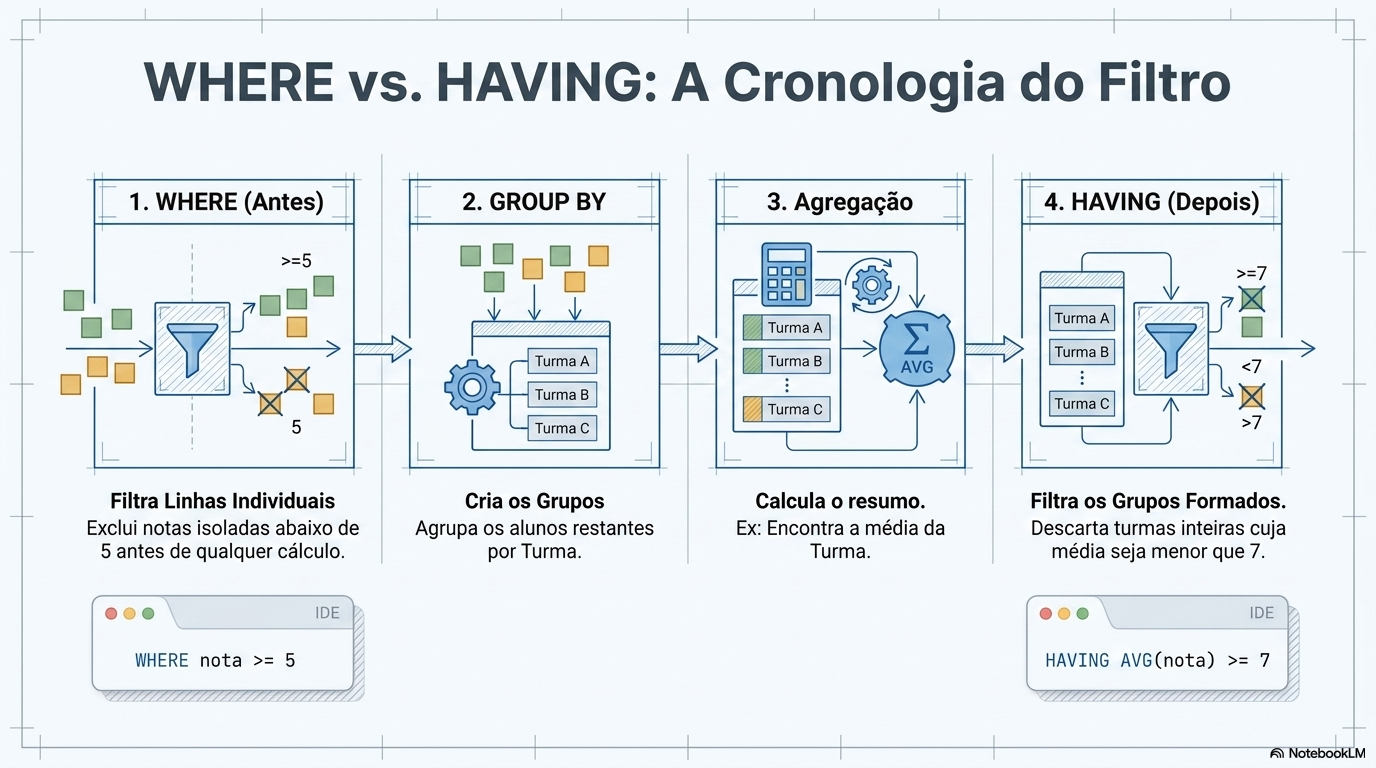 WHERE vs. HAVING: A Cronologia do Filtro
1. WHERE (Antes)
>=5
5
Filtra Linhas Individuais
Exclui notas isoladas abaixo de
5 antes de qualquer cálculo.
IDE
WHERE nota >= 5
2. GROUP BY
Turma A
Turma B
Turma C
Cria os Grupos
Agrupa os alunos restantes
por Turma.
3. Agregação
Turma A
Turma B
Turma C
Σ
AVG
Calcula o resumo.
Ex: Encontra a média da
Turma.
4. HAVING (Depois)
Turma A
Turma B
Turma C
>=7
<7
>7
Filtra os Grupos Formados.
Descarta turmas inteiras cuja
média seja menor que 7.
IDE
HAVING AVG(nota) >= 7
NotebookLM